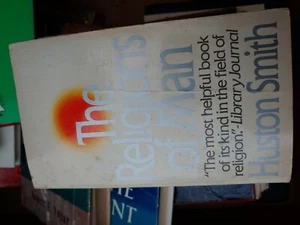 The
Religions
of Man
"The most helpful book
of its kind in the field of
religion."-Library Journal
Huston Smith
ENT